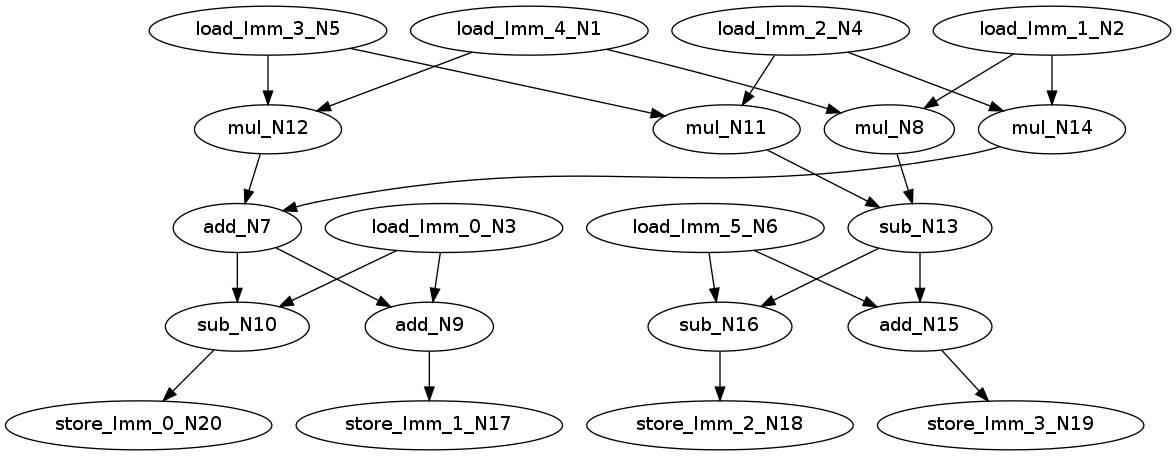 load_Imm_3_N5
load_Imm_4_N1
load_Imm_2_N4
load_Imm_1_N2
mul_N12
mul_N11
mul_N8
mul_N14
add_N7
load_Imm_0_N3
load_Imm_5_N6
sub_N13
sub_N10
add_N9
sub_N16
add_N15
store_Imm_0_N20
store_Imm_1_N17
store_Imm_2_N18
store_Imm_3_N19